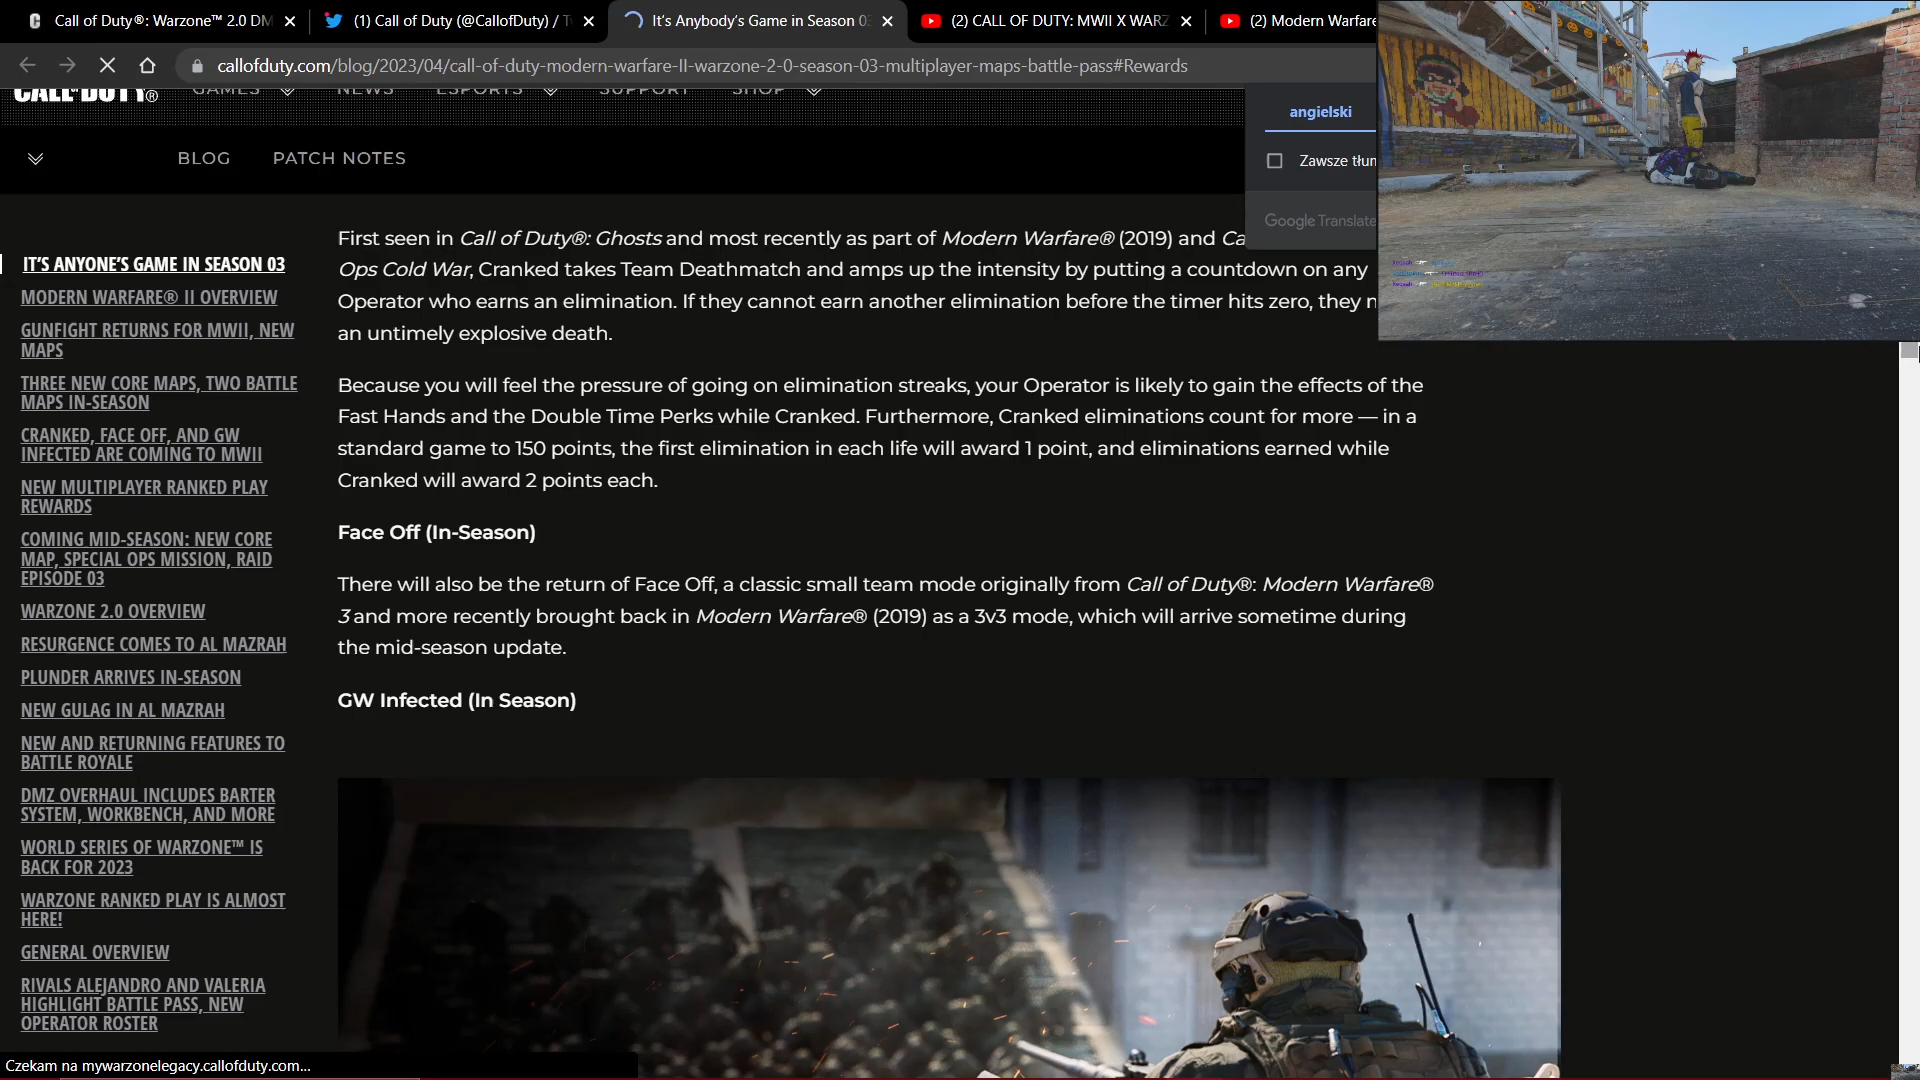 Call of Duty®: Warzone™ 2.0 DM
(1) Call of Duty (@CallofDuty) / T
It's Anybody's Game in Season 03
(2) CALL OF DUTY: MWII X WARZ
(2) Modern Warfare
callofduty.com/blog/2023/04/call-of-duty-modern-warfare-II-warzone-2-0-season-03-multiplayer-maps-battle-pass#Rewards
CALL OF DUTY®
GAMES
NEWS
ESPORTS
SUPPORT
SHOP
angielski
Zawsze tłum
Google Translate
BLOG
PATCH NOTES
IT'S ANYONE'S GAME IN SEASON 03
MODERN WARFARE® II OVERVIEW
GUNFIGHT RETURNS FOR MWII, NEW
MAPS
THREE NEW CORE MAPS, TWO BATTLE
MAPS IN-SEASON
CRANKED, FACE OFF, AND GW
INFECTED ARE COMING TO MWII
NEW MULTIPLAYER RANKED PLAY
REWARDS
COMING MID-SEASON: NEW CORE
MAP, SPECIAL OPS MISSION, RAID
EPISODE 03
WARZONE 2.0 OVERVIEW
RESURGENCE COMES TO AL MAZRAH
PLUNDER ARRIVES IN-SEASON
NEW GULAG IN AL MAZRAH
NEW AND RETURNING FEATURES TO
BATTLE ROYALE
DMZ OVERHAUL INCLUDES BARTER
SYSTEM, WORKBENCH, AND MORE
WORLD SERIES OF WARZONE™ IS
BACK FOR 2023
WARZONE RANKED PLAY IS ALMOST
HERE!
GENERAL OVERVIEW
RIVALS ALEJANDRO AND VALERIA
HIGHLIGHT BATTLE PASS, NEW
OPERATOR ROSTER
First seen in Call of Duty®: Ghosts and most recently as part of Modern Warfare® (2019) and Ca
Ops Cold War, Cranked takes Team Deathmatch and amps up the intensity by putting a countdown on any
Operator who earns an elimination. If they cannot earn another elimination before the timer hits zero, they m
an untimely explosive death.
Because you will feel the pressure of going on elimination streaks, your Operator is likely to gain the effects of the
Fast Hands and the Double Time Perks while Cranked. Furthermore, Cranked eliminations count for more — in a
standard game to 150 points, the first elimination in each life will award 1 point, and eliminations earned while
Cranked will award 2 points each.
Face Off (In-Season)
There will also be the return of Face Off, a classic small team mode originally from Call of Duty®: Modern Warfare®
3 and more recently brought back in Modern Warfare® (2019) as a 3v3 mode, which will arrive sometime during
the mid-season update.
GW Infected (In Season)
Czekam na mywarzonelegacy.callofduty.com...